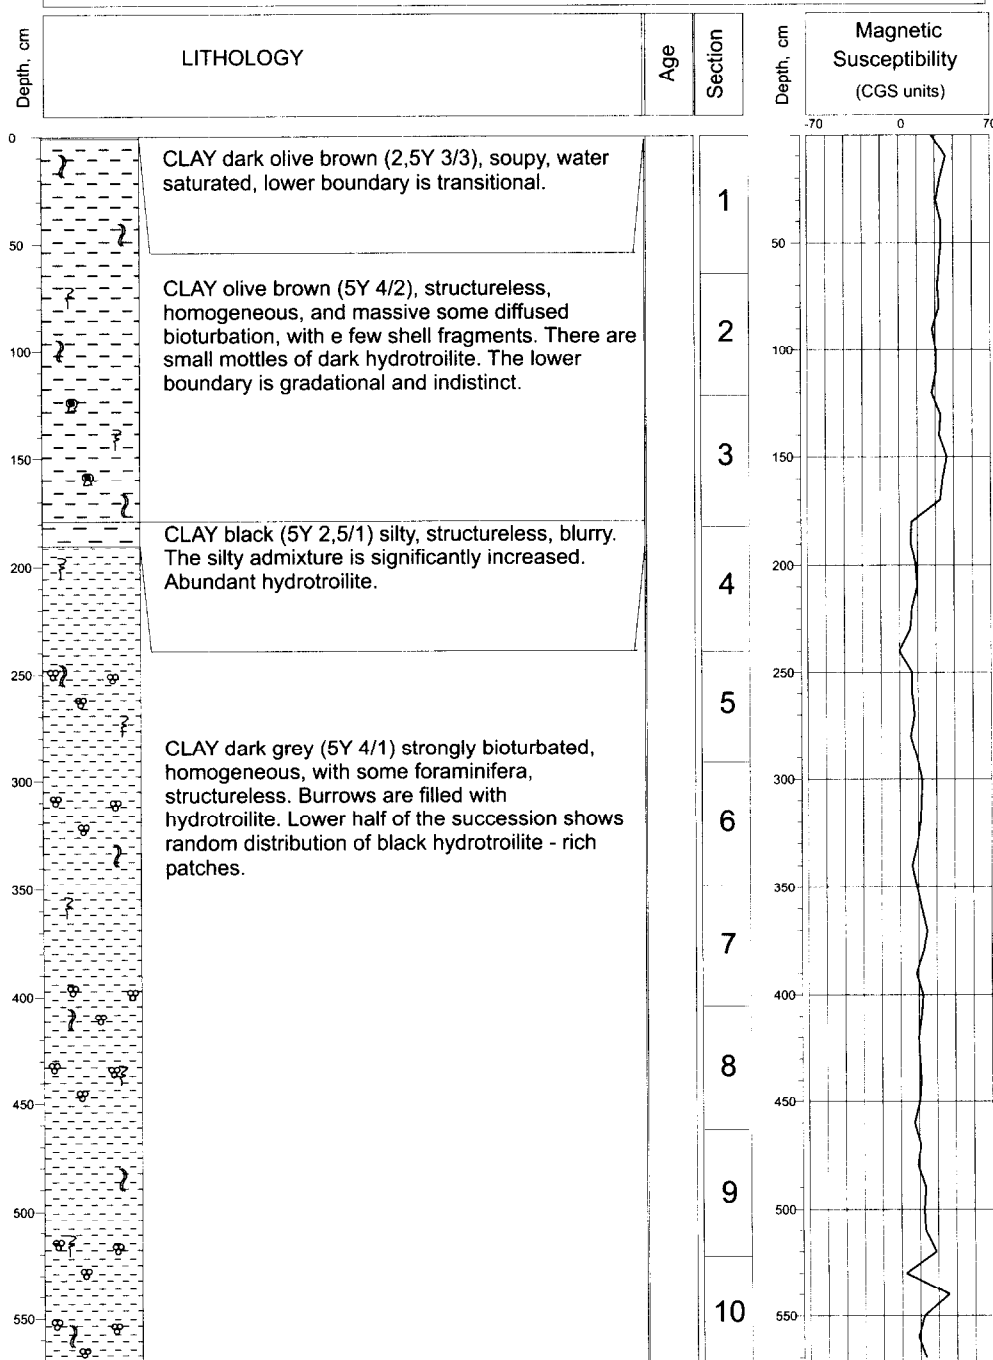 Depth, cm
LITHOLOGY
Age
Section
Depth, cm
Magnetic
Susceptibility
(CGS units)
-70 0 70
0
50
100
150
200
250
300
350
400
450
500
550
CLAY dark olive brown (2,5Y 3/3), soupy, water
saturated, lower boundary is transitional.
CLAY olive brown (5Y 4/2), structureless,
homogeneous, and massive some diffused
bioturbation, with e few shell fragments. There are
small mottles of dark hydrotroilite. The lower
boundary is gradational and indistinct.
CLAY black (5Y 2,5/1) silty, structureless, blurry.
The silty admixture is significantly increased.
Abundant hydrotroilite.
CLAY dark grey (5Y 4/1) strongly bioturbated,
homogeneous, with some foraminifera,
structureless. Burrows are filled with
hydrotroilite. Lower half of the succession shows
random distribution of black hydrotroilite - rich
patches.
1
2
3
4
5
6
7
8
9
10
50
100
150
200
250
300
350
400
450
500
550